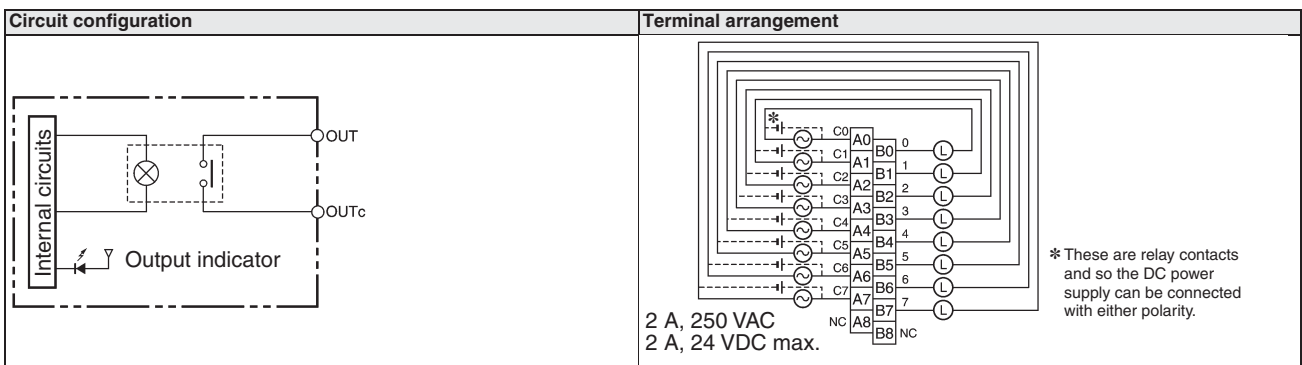 Circuit configuration
Terminal arrangement
Internal circuits
OUT
OUTc
Output indicator
*
C0 A0
B0 0 L
C1 A1
B1 1 L
C2 A2
B2 2 L
C3 A3
B3 3 L
C4 A4
B4 4 L
C5 A5
B5 5 L
C6 A6
B6 6 L
C7 A7
B7 7 L
NC A8
B8 NC
2 A, 250 VAC
2 A, 24 VDC max.
* These are relay contacts
and so the DC power
supply can be connected
with either polarity.